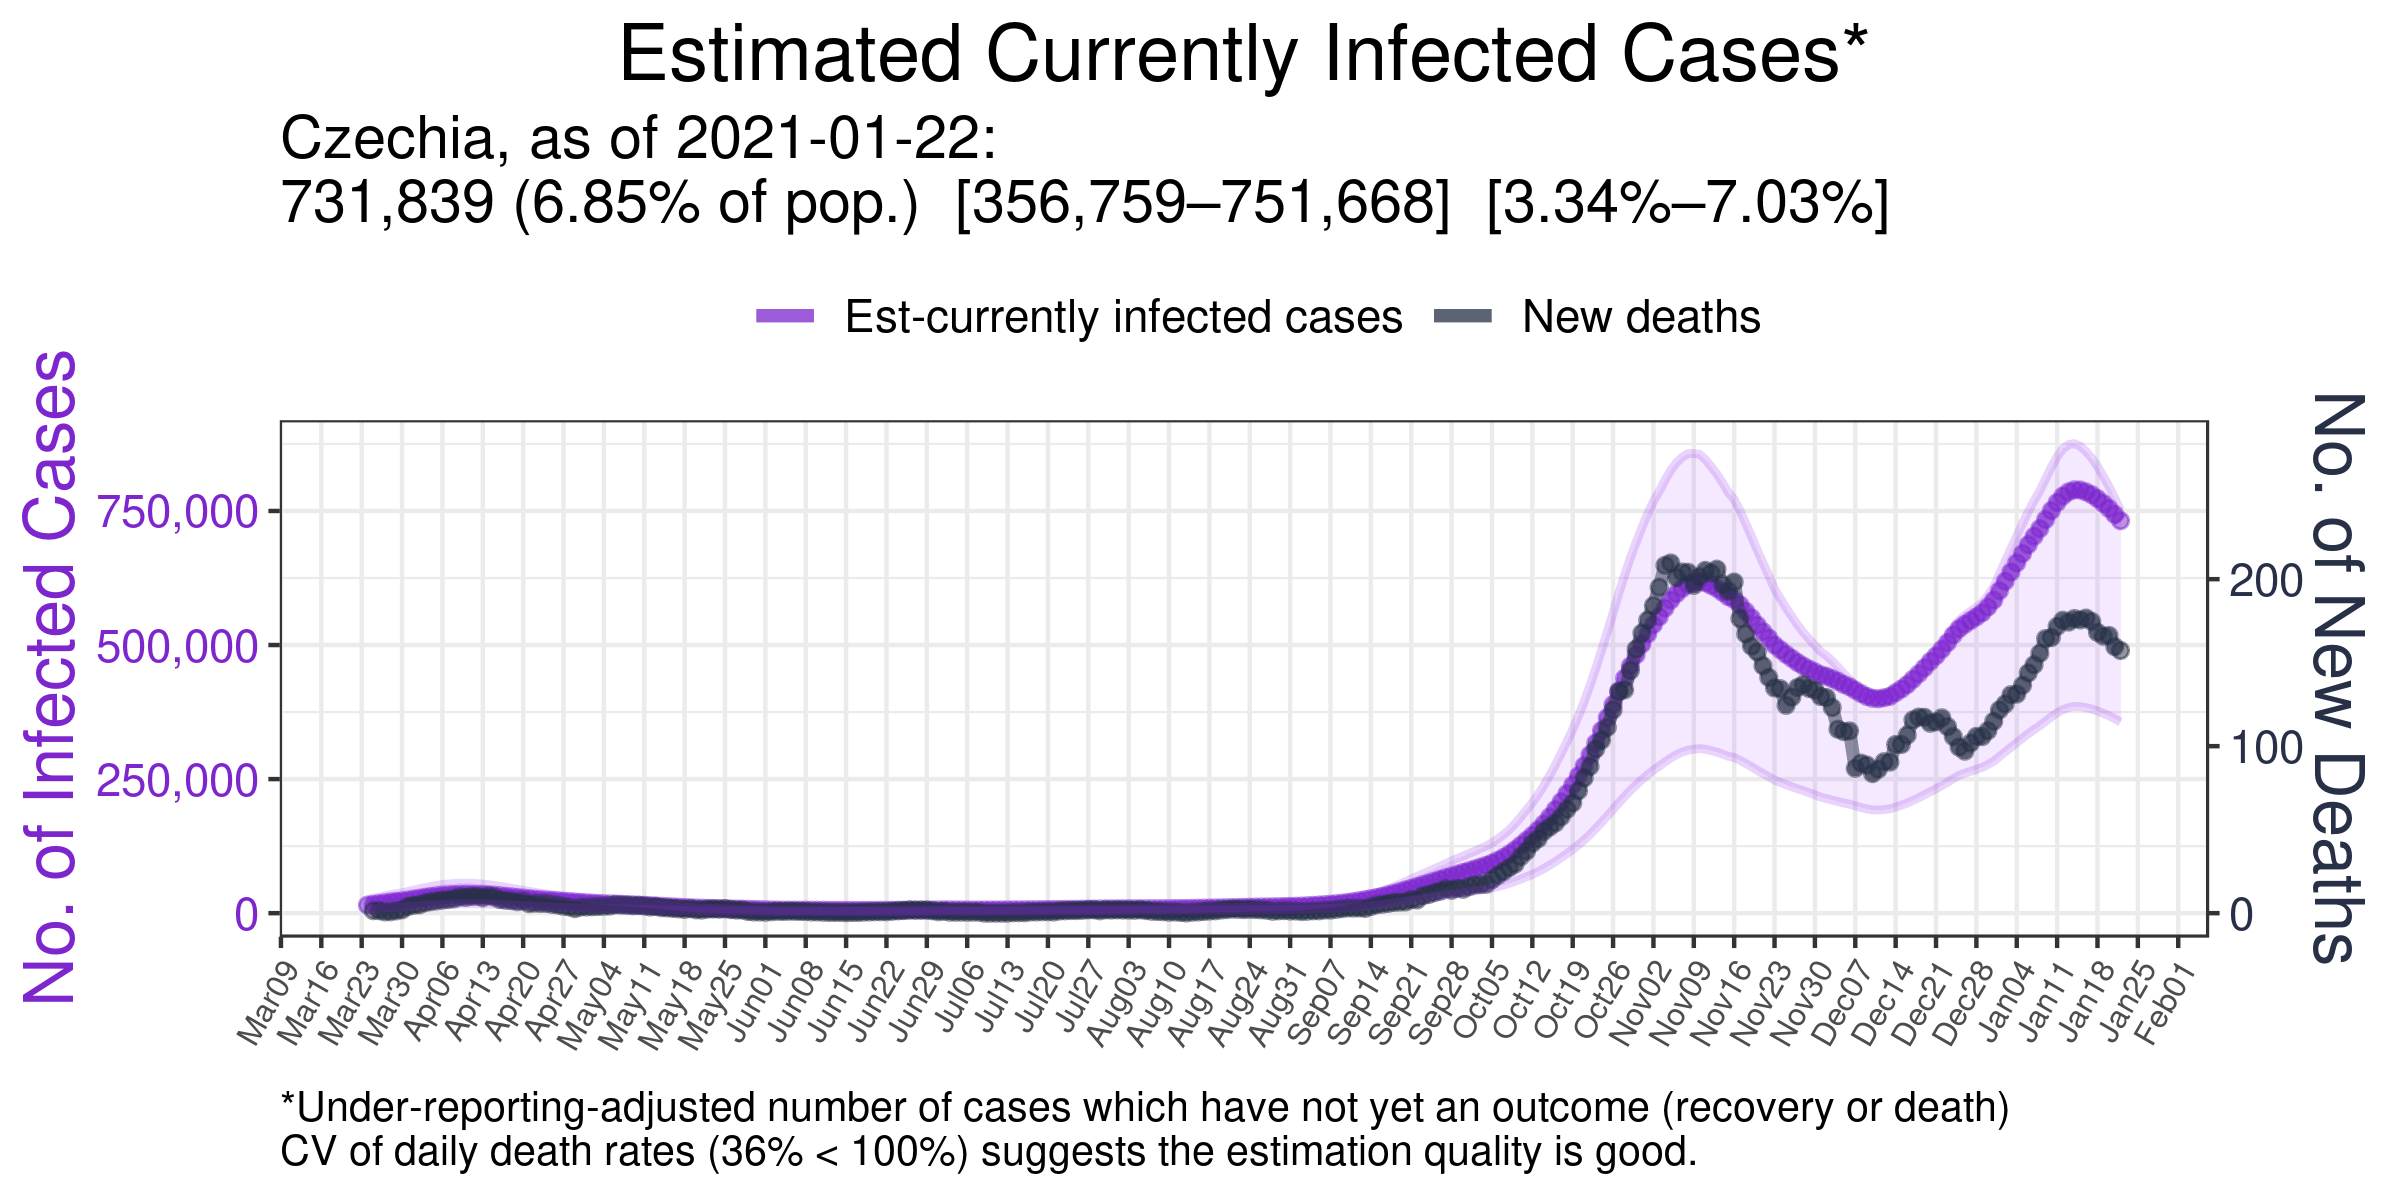 Estimated Currently Infected Cases*
Czechia, as of 2021-01-22:
731,839 (6.85% of pop.) [356,759–751,668] [3.34%–7.03%]
Est-currently infected cases
New deaths
No. of Infected Cases
750,000
500,000
250,000
0
200
100
0
No. of New Deaths
Mar09
Mar16
Mar23
Mar30
Apr06
Apr13
Apr20
Apr27
May04
May11
May18
May25
Jun01
Jun08
Jun15
Jun22
Jun29
Jul06
Jul13
Jul20
Jul27
Aug03
Aug10
Aug17
Aug24
Aug31
Sep07
Sep14
Sep21
Sep28
Oct05
Oct12
Oct19
Oct26
Nov02
Nov09
Nov16
Nov23
Nov30
Dec07
Dec14
Dec21
Dec28
Jan04
Jan11
Jan18
Jan25
Feb01
*Under-reporting-adjusted number of cases which have not yet an outcome (recovery or death)
CV of daily death rates (36% < 100%) suggests the estimation quality is good.